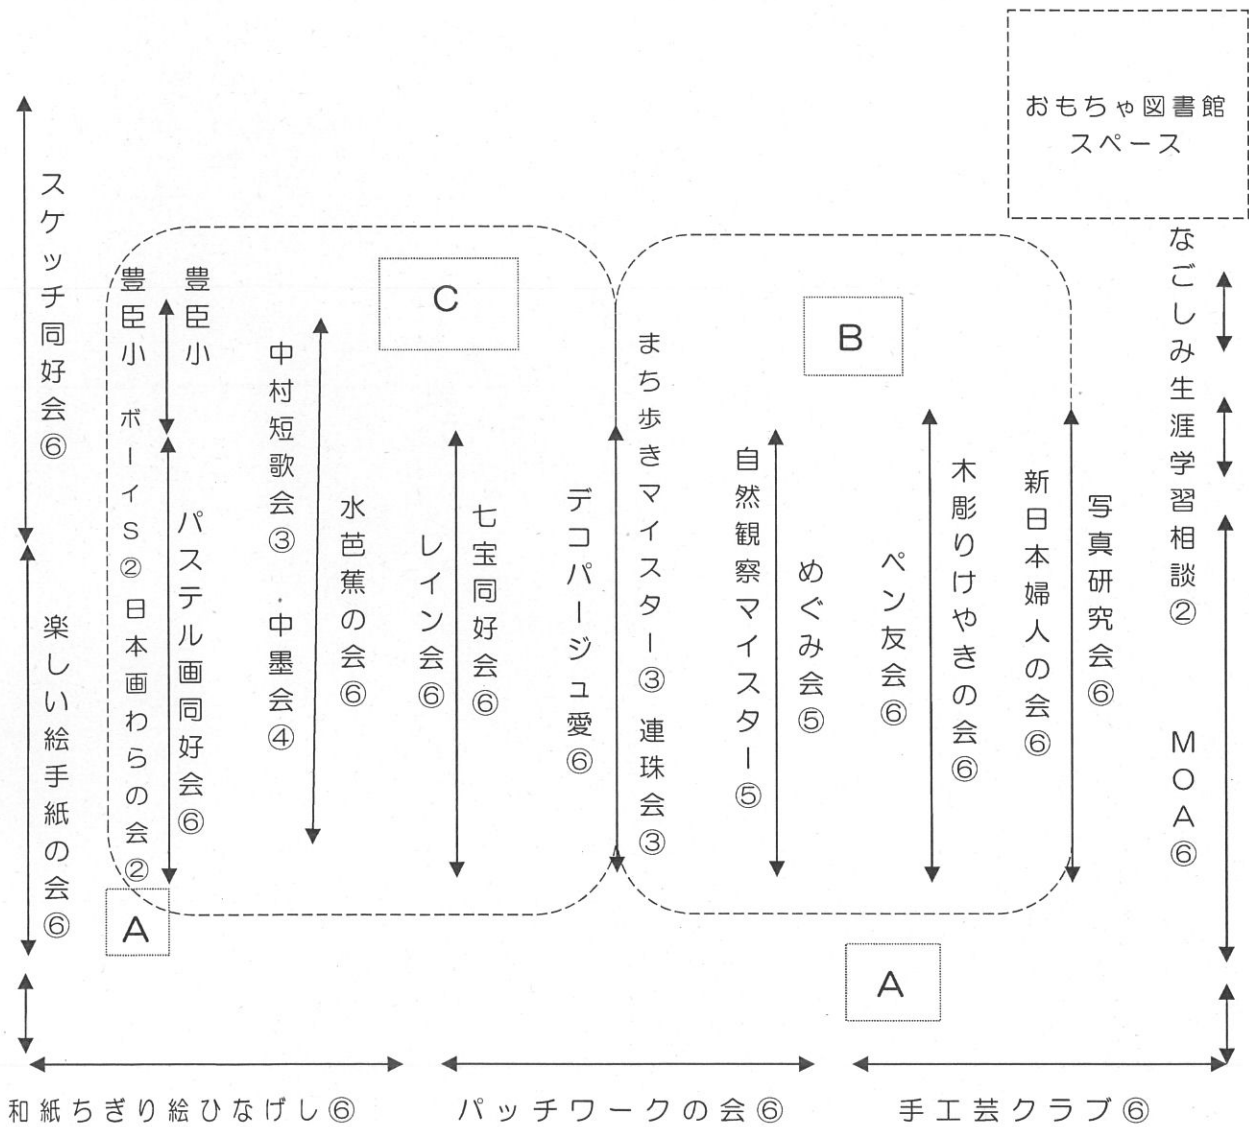 おもちゃ図書館
スペース
スケッチ同好会⑥
楽しい絵手紙の会⑥
豊臣小 ボーイS②日本画わらの会②
豊臣小
パステル画同好会⑥
中村短歌会③・中墨会④
水芭蕉の会⑥
C
レイン会⑥
七宝同好会⑥
デコパージュ愛⑥
まち歩きマイスター③連珠会③
B
自然観察マイスター⑤
めぐみ会⑤
ペン友会⑥
木彫りけやきの会⑥
新日本婦人の会⑥
写真研究会⑥
なごしみ生涯学習相談②
MOA⑥
A
A
和紙ちぎり絵ひなげし⑥
パッチワークの会⑥
手工芸クラブ⑥